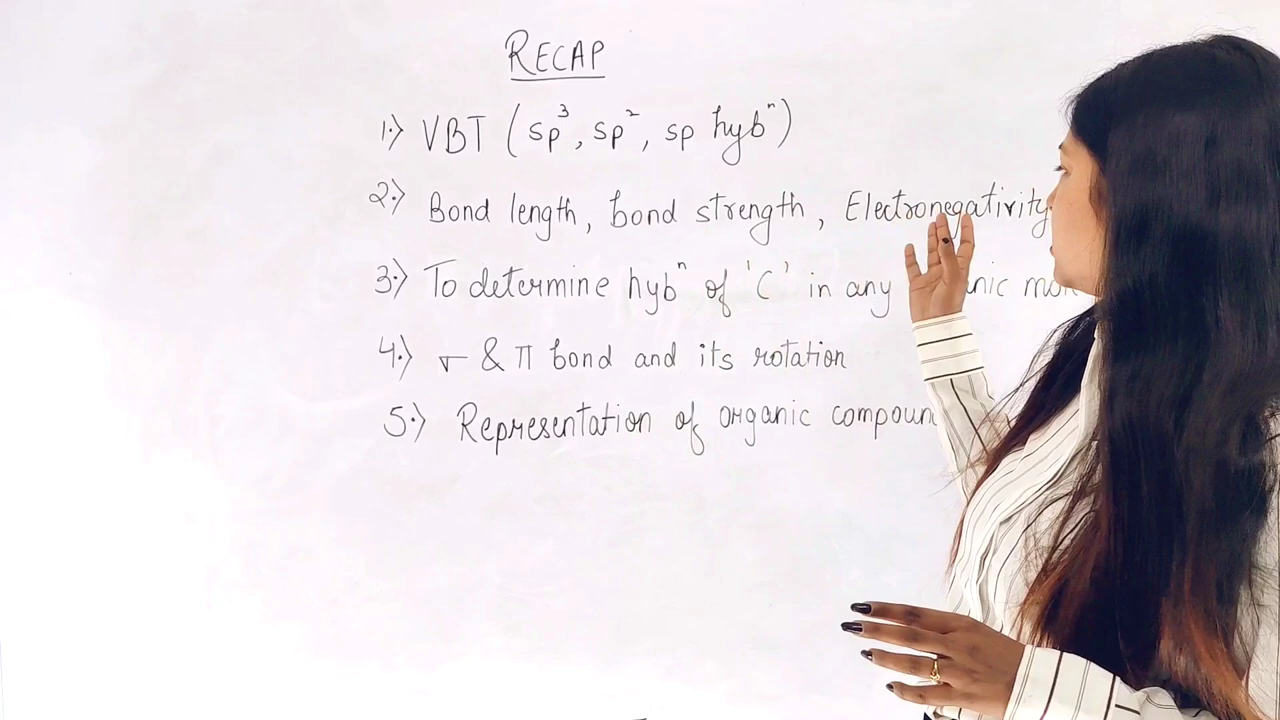 RECAP
1.) VBT (sp³, sp², sp hybⁿ)
2.) Bond length, bond strength, Electronegativity
3.) To determine hybⁿ of 'C' in any
4.) σ & π bond and its rotation
5.) Representation of organic